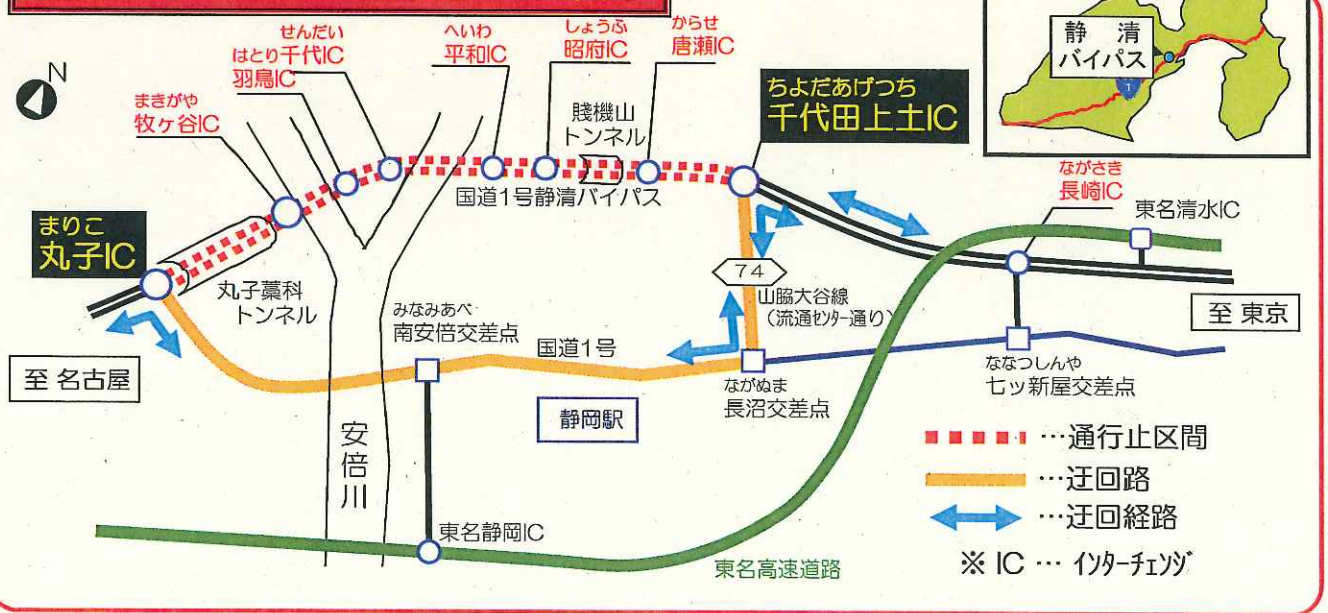 静 清
バイパス
1
N
せんだい
千代IC
はとり
羽鳥IC
へいわ
平和IC
しょうふ
昭府IC
からせ
唐瀬IC
まきがや
牧ヶ谷IC
賤機山
トンネル
ちよだあげつち
千代田上土IC
国道1号静清バイパス
ながさき
長崎IC
東名清水IC
まりこ
丸子IC
丸子藁科
トンネル
74
山脇大谷線
（流通センター通り）
みなみあべ
南安倍交差点
国道1号
至 東京
至 名古屋
静岡駅
ながぬま
長沼交差点
ななつしんや
七ッ新屋交差点
安倍川
…通行止区間
…迂回路
…迂回経路
東名静岡IC
東名高速道路
※ IC … インターチェンジ